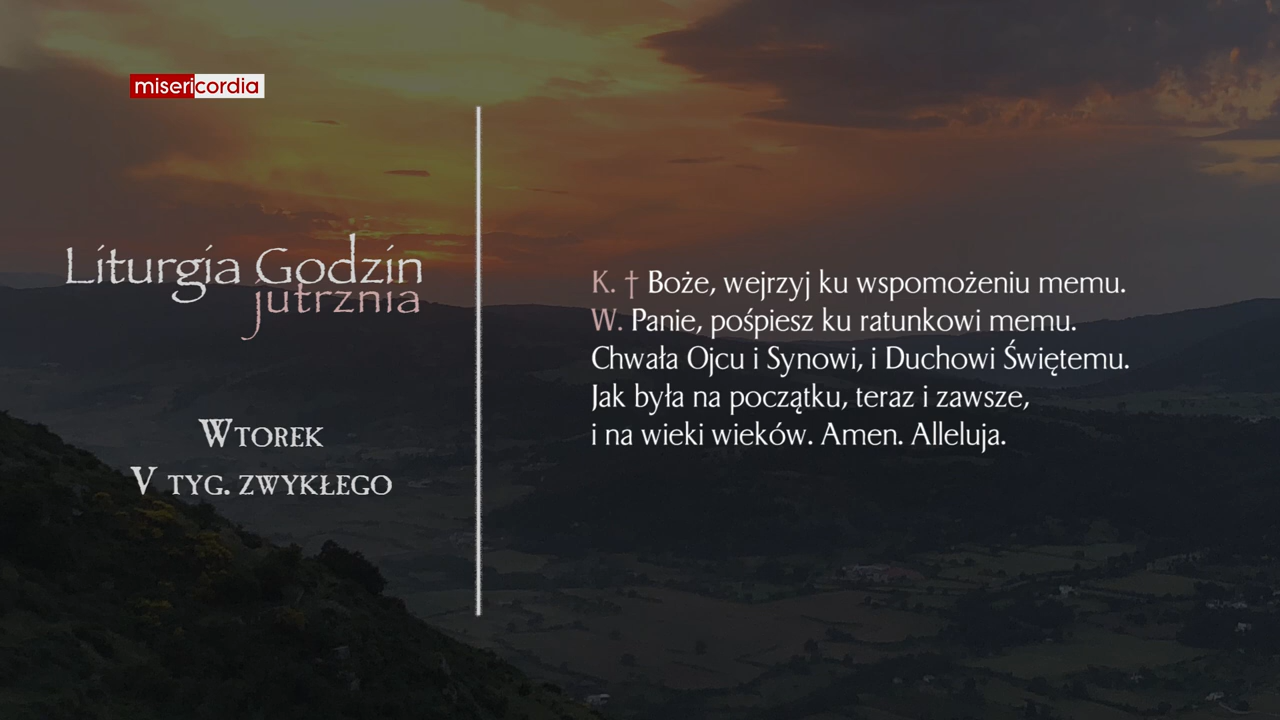 misericordia
Liturgia Godzin
jutrznia
Wtorek
V tyg. zwykłego
K. † Boże, wejrzyj ku wspomożeniu memu.
W. Panie, pośpiesz ku ratunkowi memu.
Chwała Ojcu i Synowi, i Duchowi Świętemu.
Jak była na początku, teraz i zawsze,
i na wieki wieków. Amen. Alleluja.